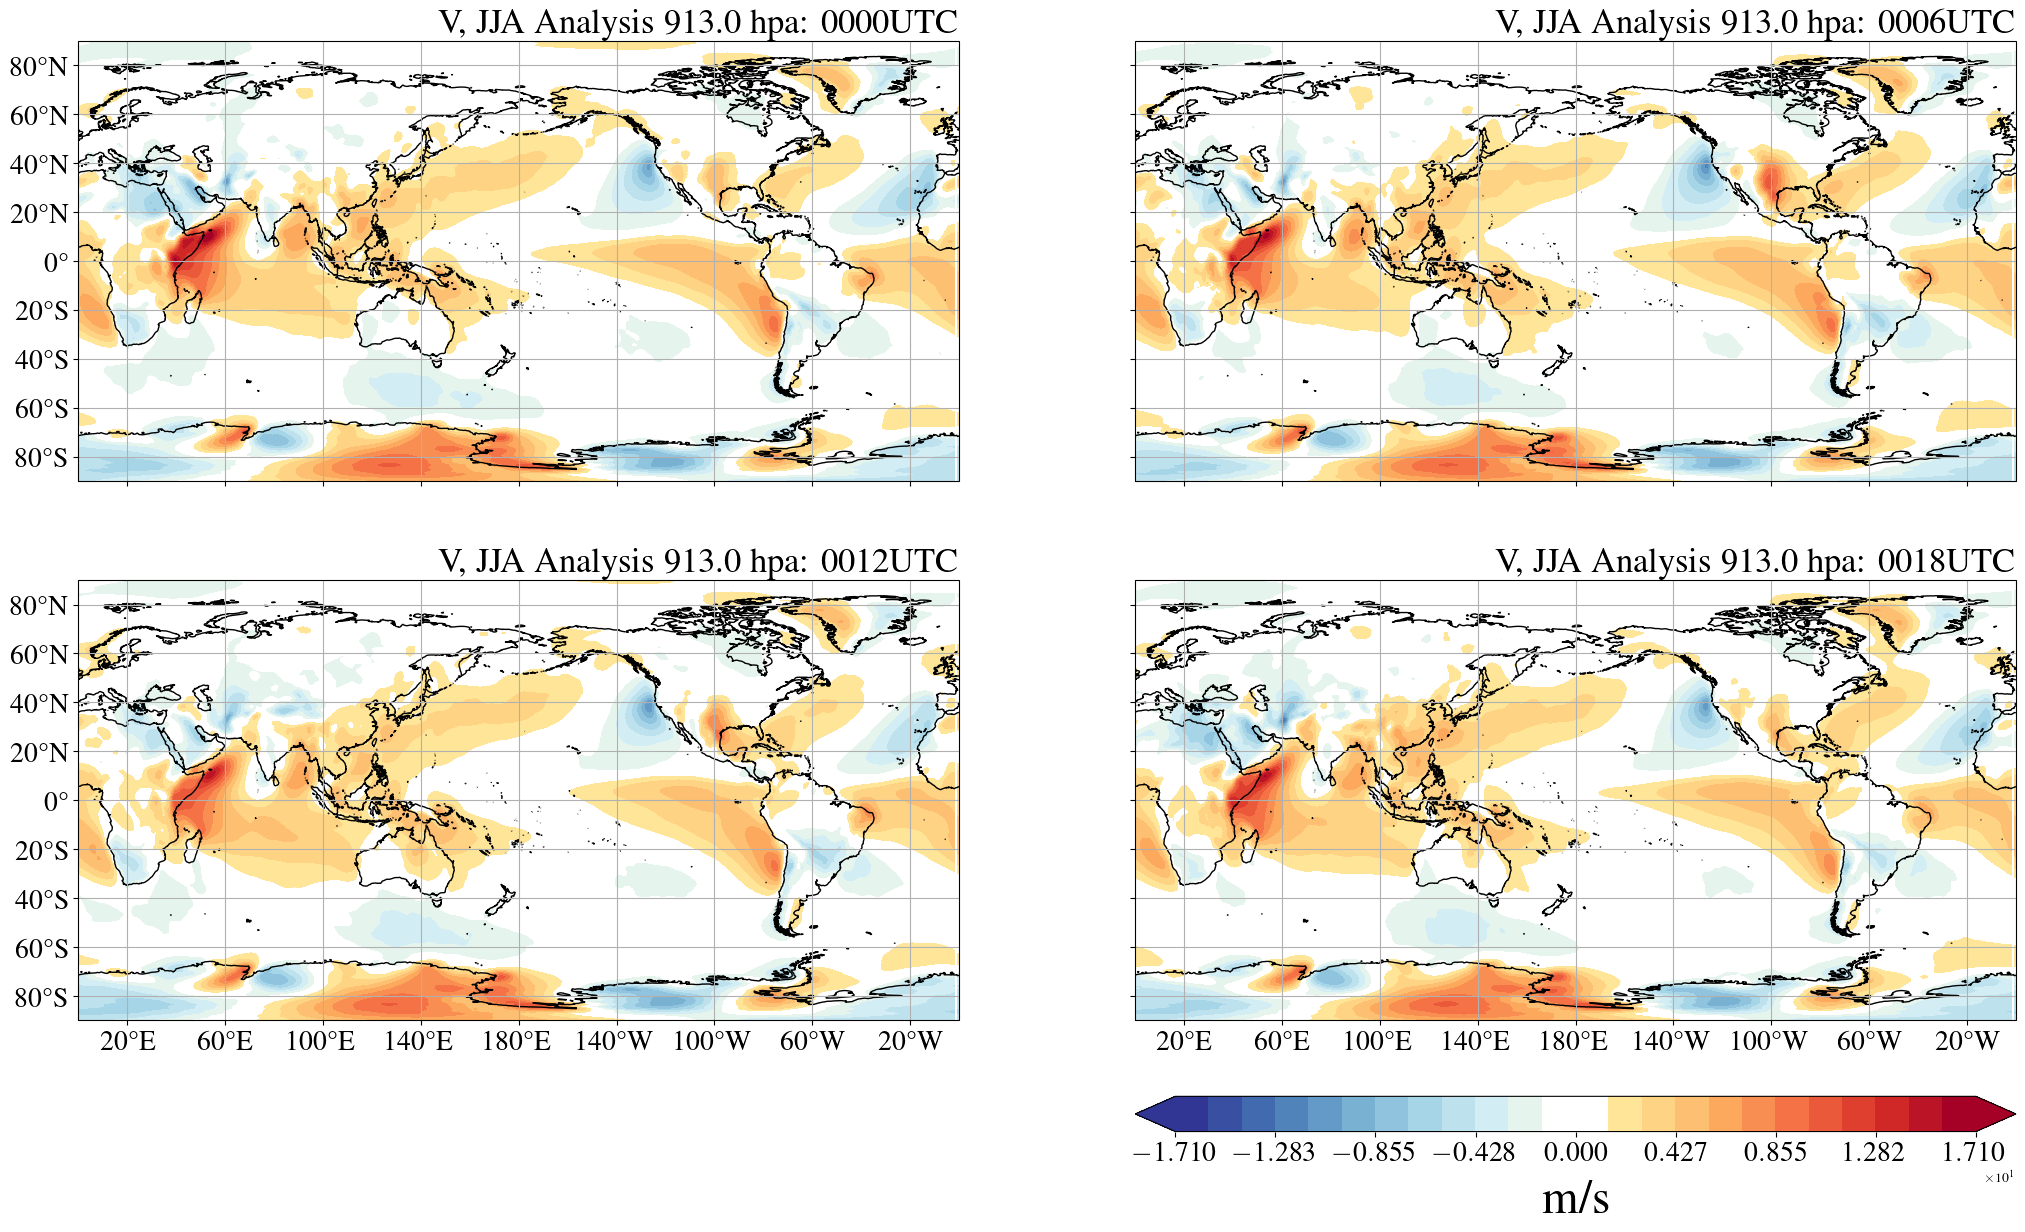 V, JJA Analysis 913.0 hpa: 0000UTC
80°N
60°N
40°N
20°N
0°
20°S
40°S
60°S
80°S
V, JJA Analysis 913.0 hpa: 0006UTC
V, JJA Analysis 913.0 hpa: 0012UTC
80°N
60°N
40°N
20°N
0°
20°S
40°S
60°S
80°S
20°E 60°E 100°E 140°E 180°E 140°W 100°W 60°W 20°W
V, JJA Analysis 913.0 hpa: 0018UTC
20°E 60°E 100°E 140°E 180°E 140°W 100°W 60°W 20°W
−1.710 −1.283 −0.855 −0.428 0.000 0.427 0.855 1.282 1.710
×10¹
m/s